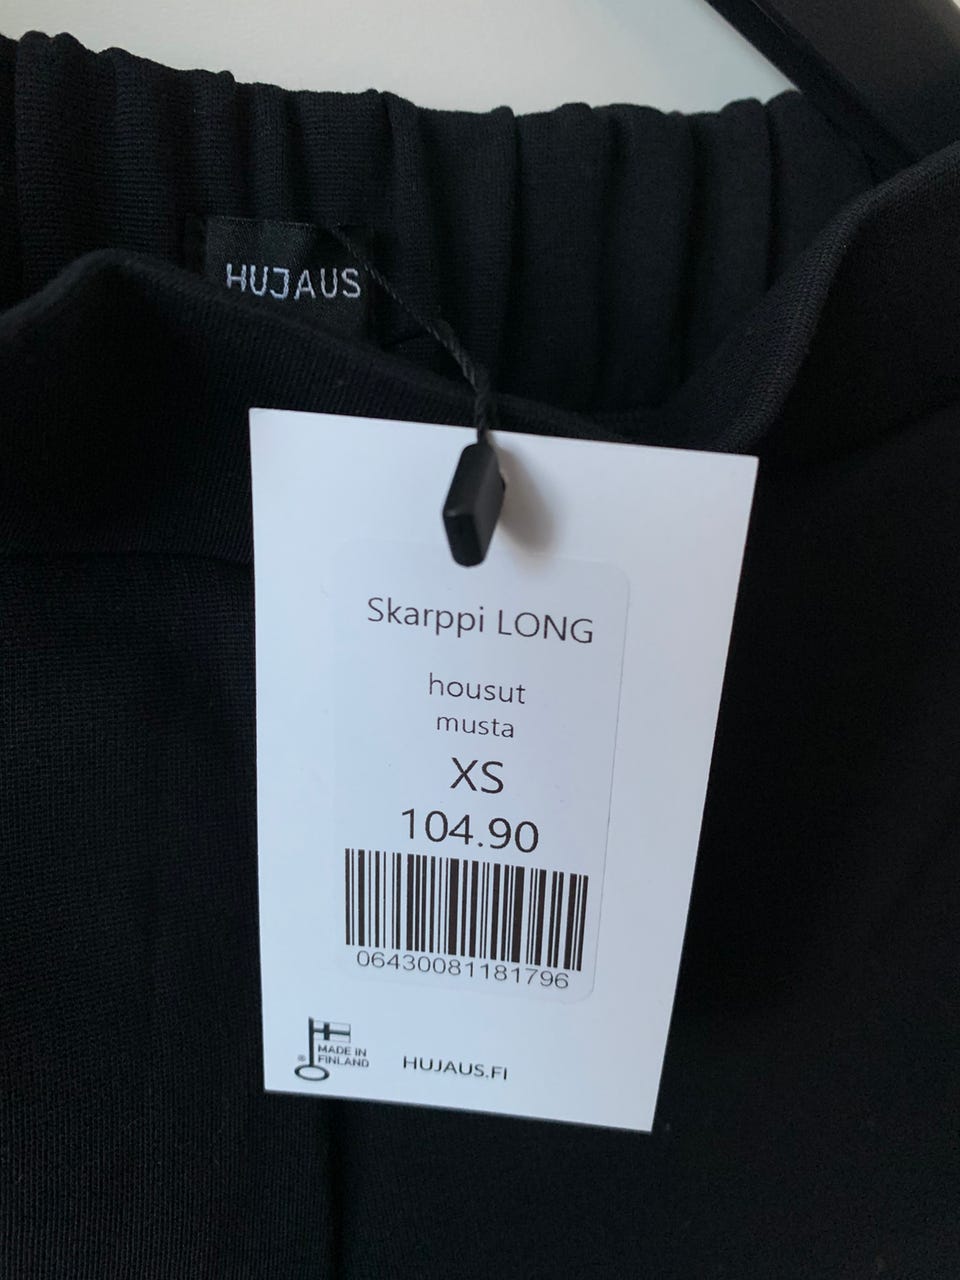 HUJAUS
Skarppi LONG
housut
musta
XS
104.90
06430081181796
MADE IN
® FINLAND
HUJAUS.FI